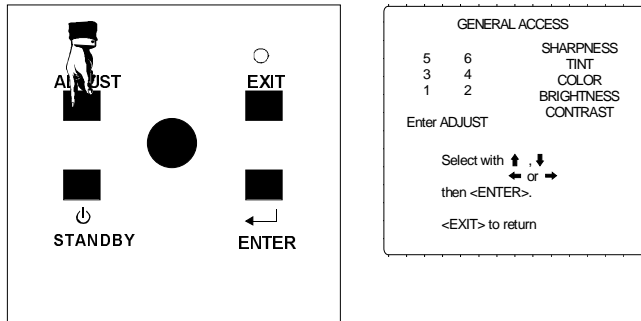 ADJUST
EXIT
STANDBY
ENTER
GENERAL ACCESS
5 6
3 4
1 2
SHARPNESS
TINT
COLOR
BRIGHTNESS
CONTRAST
Enter ADJUST
Select with ⬆ , ⬇
⬅ or ➡
then <ENTER>.
<EXIT> to return